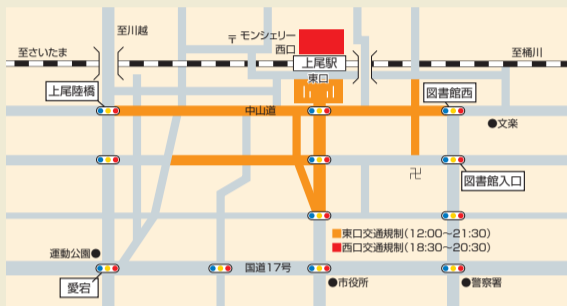 至川越
モンシェリー
〒
西口
至さいたま
上尾駅
至桶川
東口
上尾陸橋
図書館西
中山道
●文楽
卍
図書館入口
■東口交通規制(12:00〜21:30)
■西口交通規制(18:30〜20:30)
運動公園●
国道17号
愛宕
●市役所
●警察署